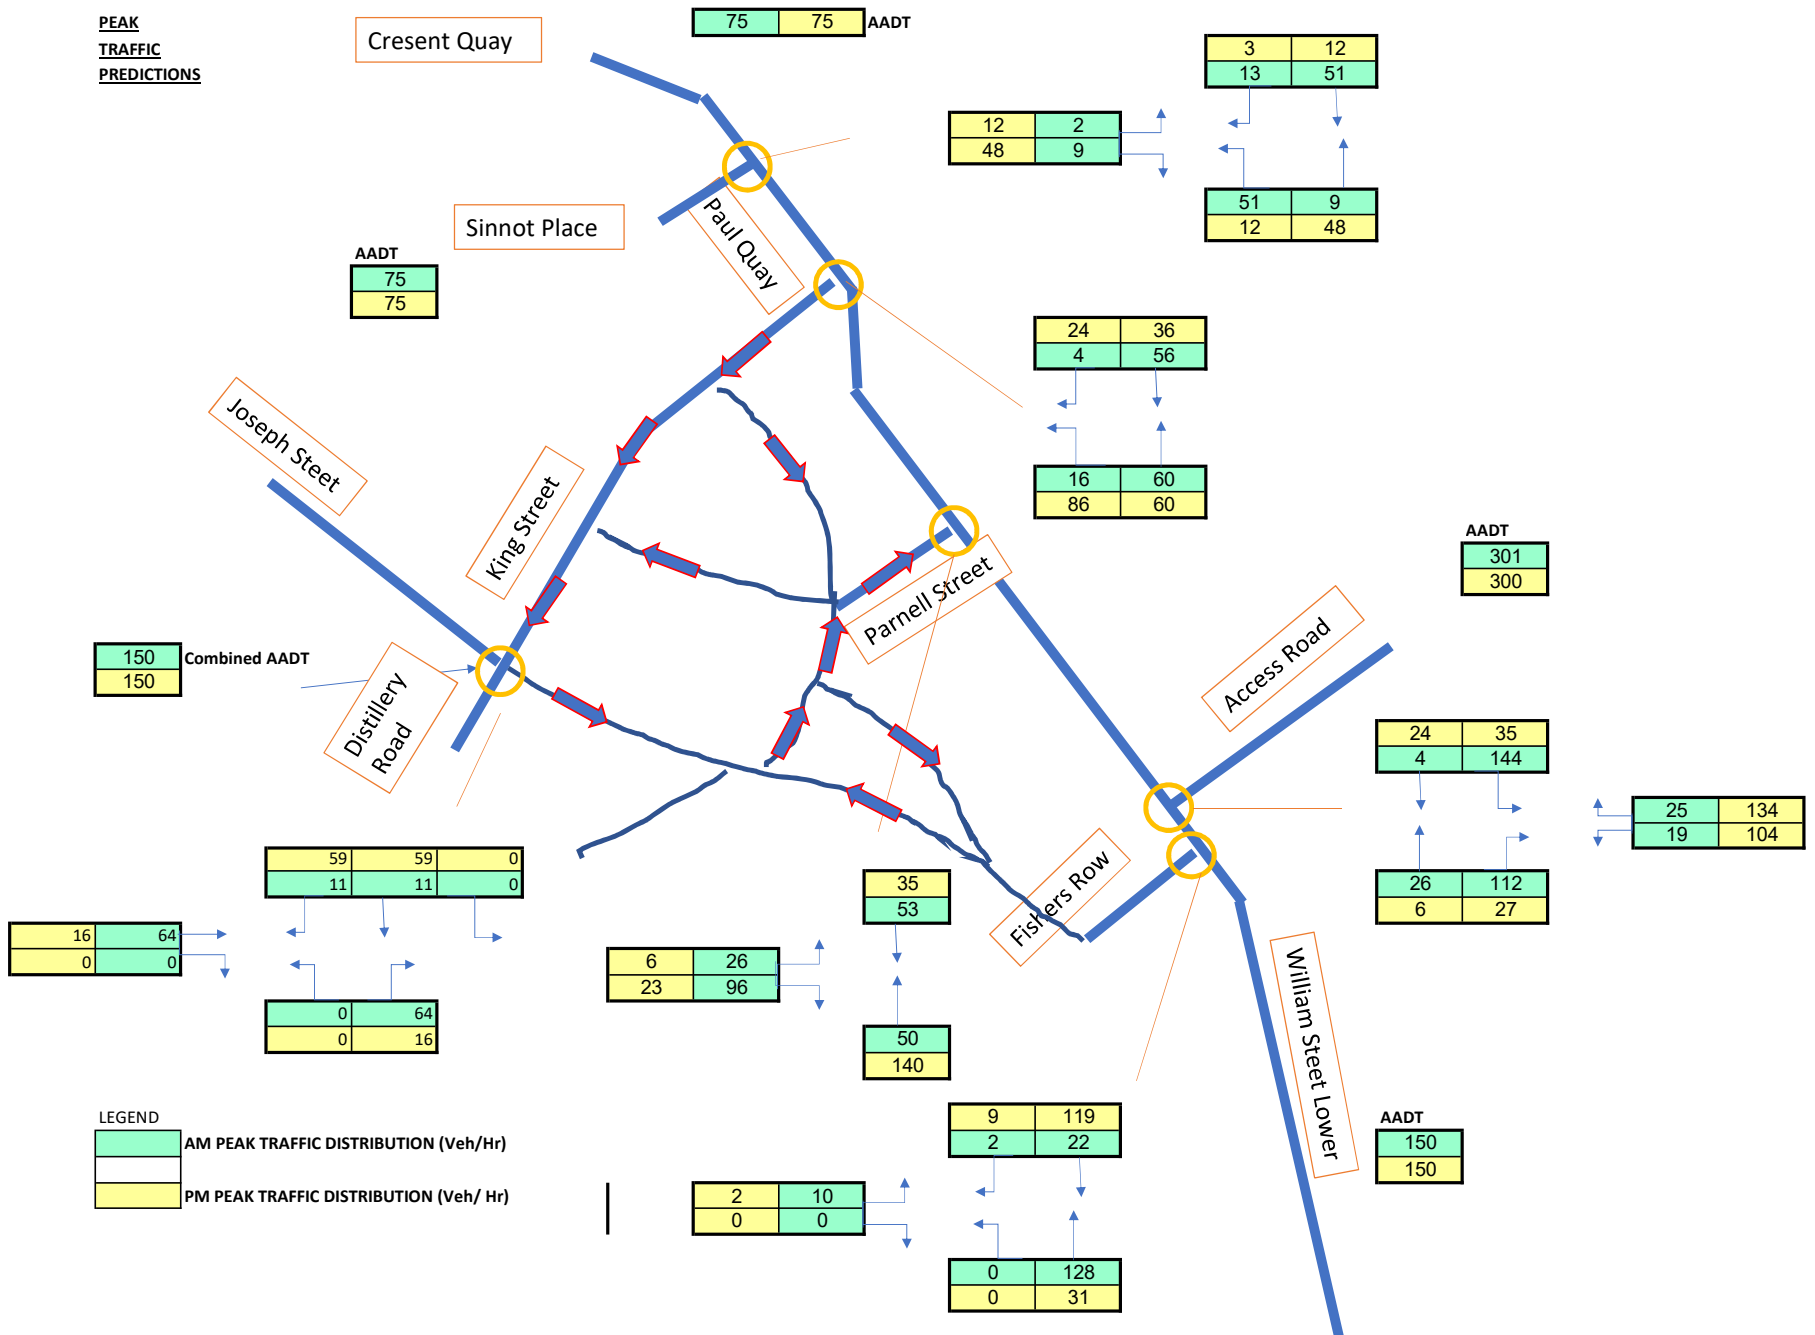 PEAK
TRAFFIC
PREDICTIONS
Cresent Quay
75 75 AADT
3 12
13 51
12 2
48 9
51 9
12 48
Sinnot Place
Paul Quay
AADT
75
75
24 36
4 56
16 60
86 60
Joseph Steet
King Street
Parnell Street
AADT
301
300
Access Road
150 Combined AADT
150
Distillery
Road
24 35
4 144
25 134
19 104
26 112
6 27
59 59 0
11 11 0
16 64
0 0
0 64
0 16
35
53
6 26
23 96
50
140
Fishers Row
William Steet Lower
LEGEND
AM PEAK TRAFFIC DISTRIBUTION (Veh/Hr)
PM PEAK TRAFFIC DISTRIBUTION (Veh/ Hr)
9 119
2 22
2 10
0 0
0 128
0 31
AADT
150
150